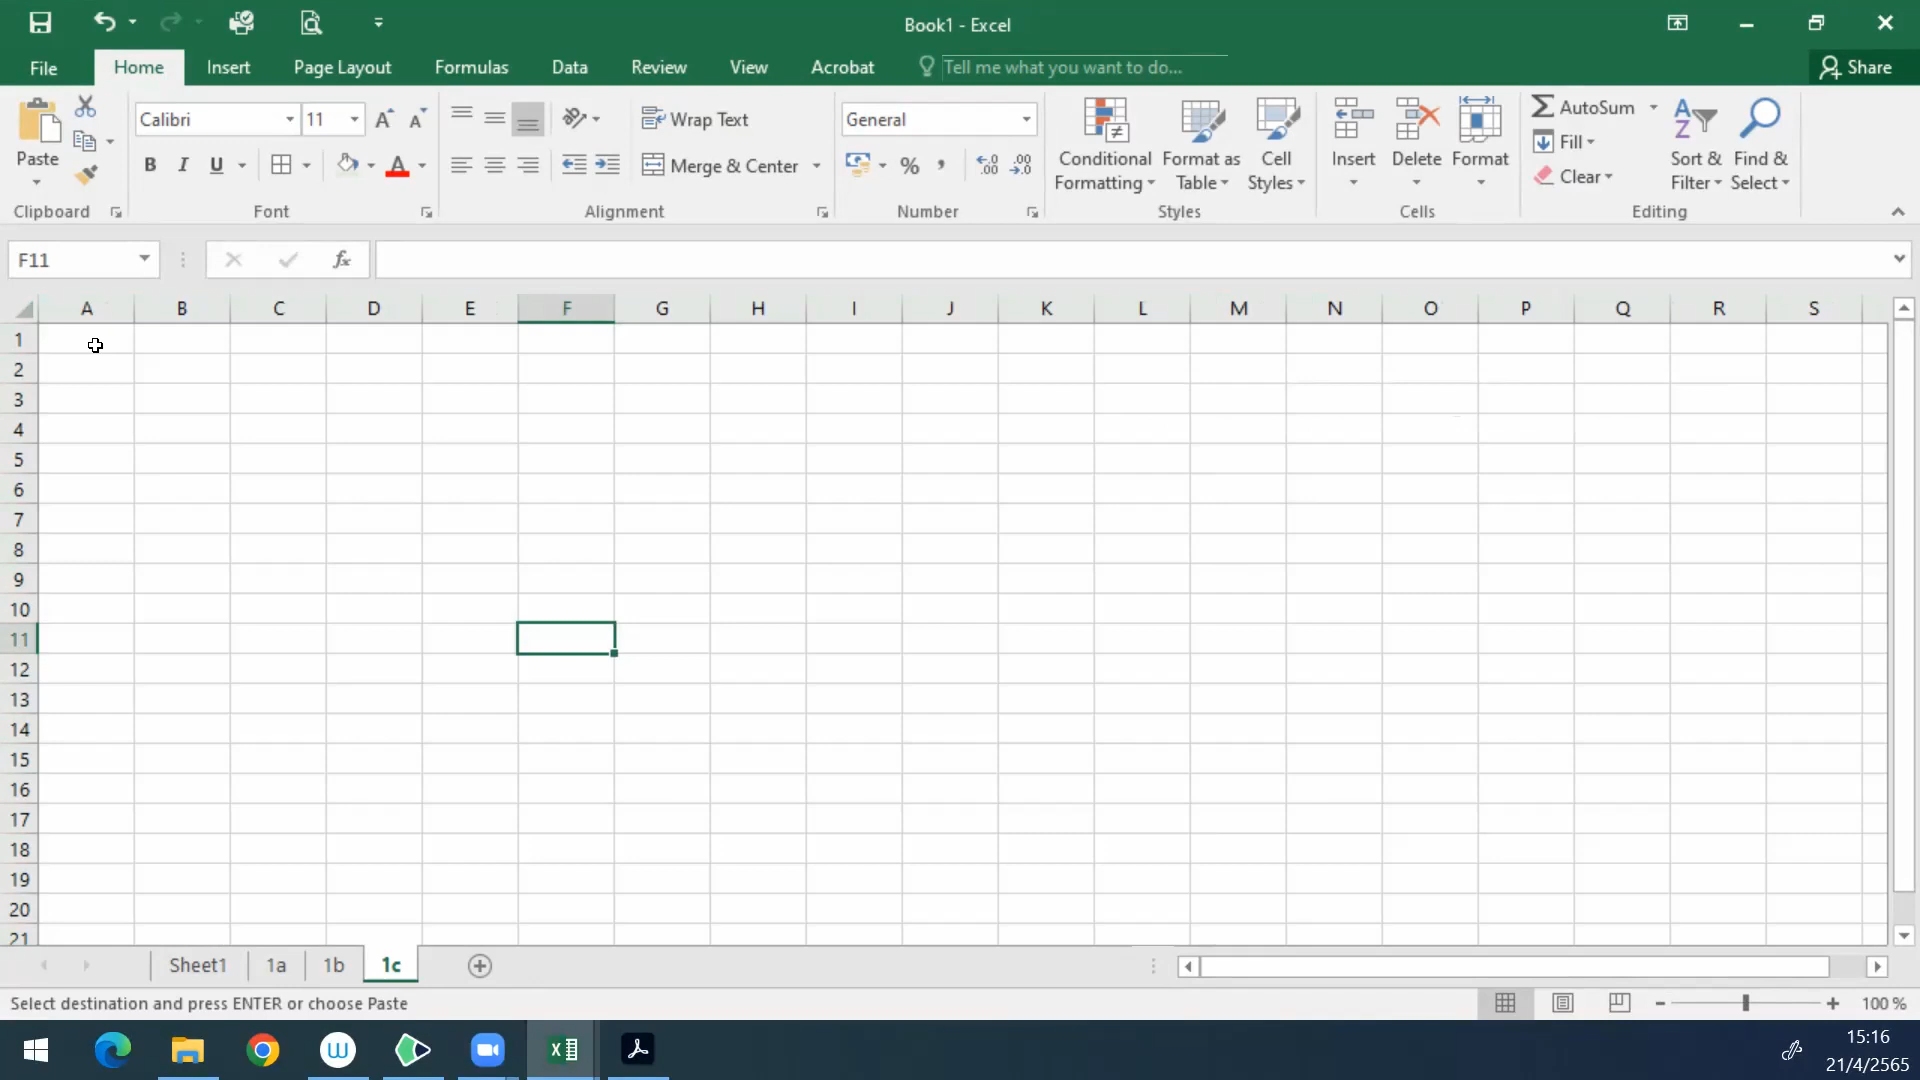 Book1 - Excel
File Home Insert Page Layout Formulas Data Review View Acrobat Tell me what you want to do... Share
Paste
Calibri 11
B I U A
Wrap Text
Merge & Center
General
% ,
Conditional Formatting
Format as Table
Cell Styles
Insert Delete Format
AutoSum
Fill
Clear
Sort & Filter
Find & Select
Clipboard Font Alignment Number Styles Cells Editing
F11 fx
A B C D E F G H I J K L M N O P Q R S
1
2
3
4
5
6
7
8
9
10
11
12
13
14
15
16
17
18
19
20
21
Sheet1 1a 1b 1c
Select destination and press ENTER or choose Paste 100 %
15:16
21/4/2565